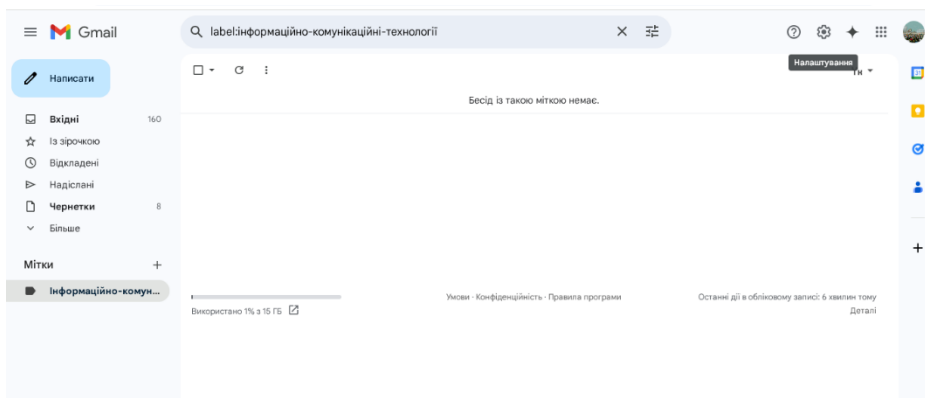 Gmail
label:інформаційно-комунікаційні-технології
Налаштування
Написати
Бесід із такою міткою немає.
Вхідні 160
Із зірочкою
Відкладені
Надіслані
Чернетки 8
Більше
Мітки
Інформаційно-комун...
Умови · Конфіденційність · Правила програми
Останні дії в обліковому записі: 6 хвилин тому
Використано 1% з 15 ГБ
Деталі